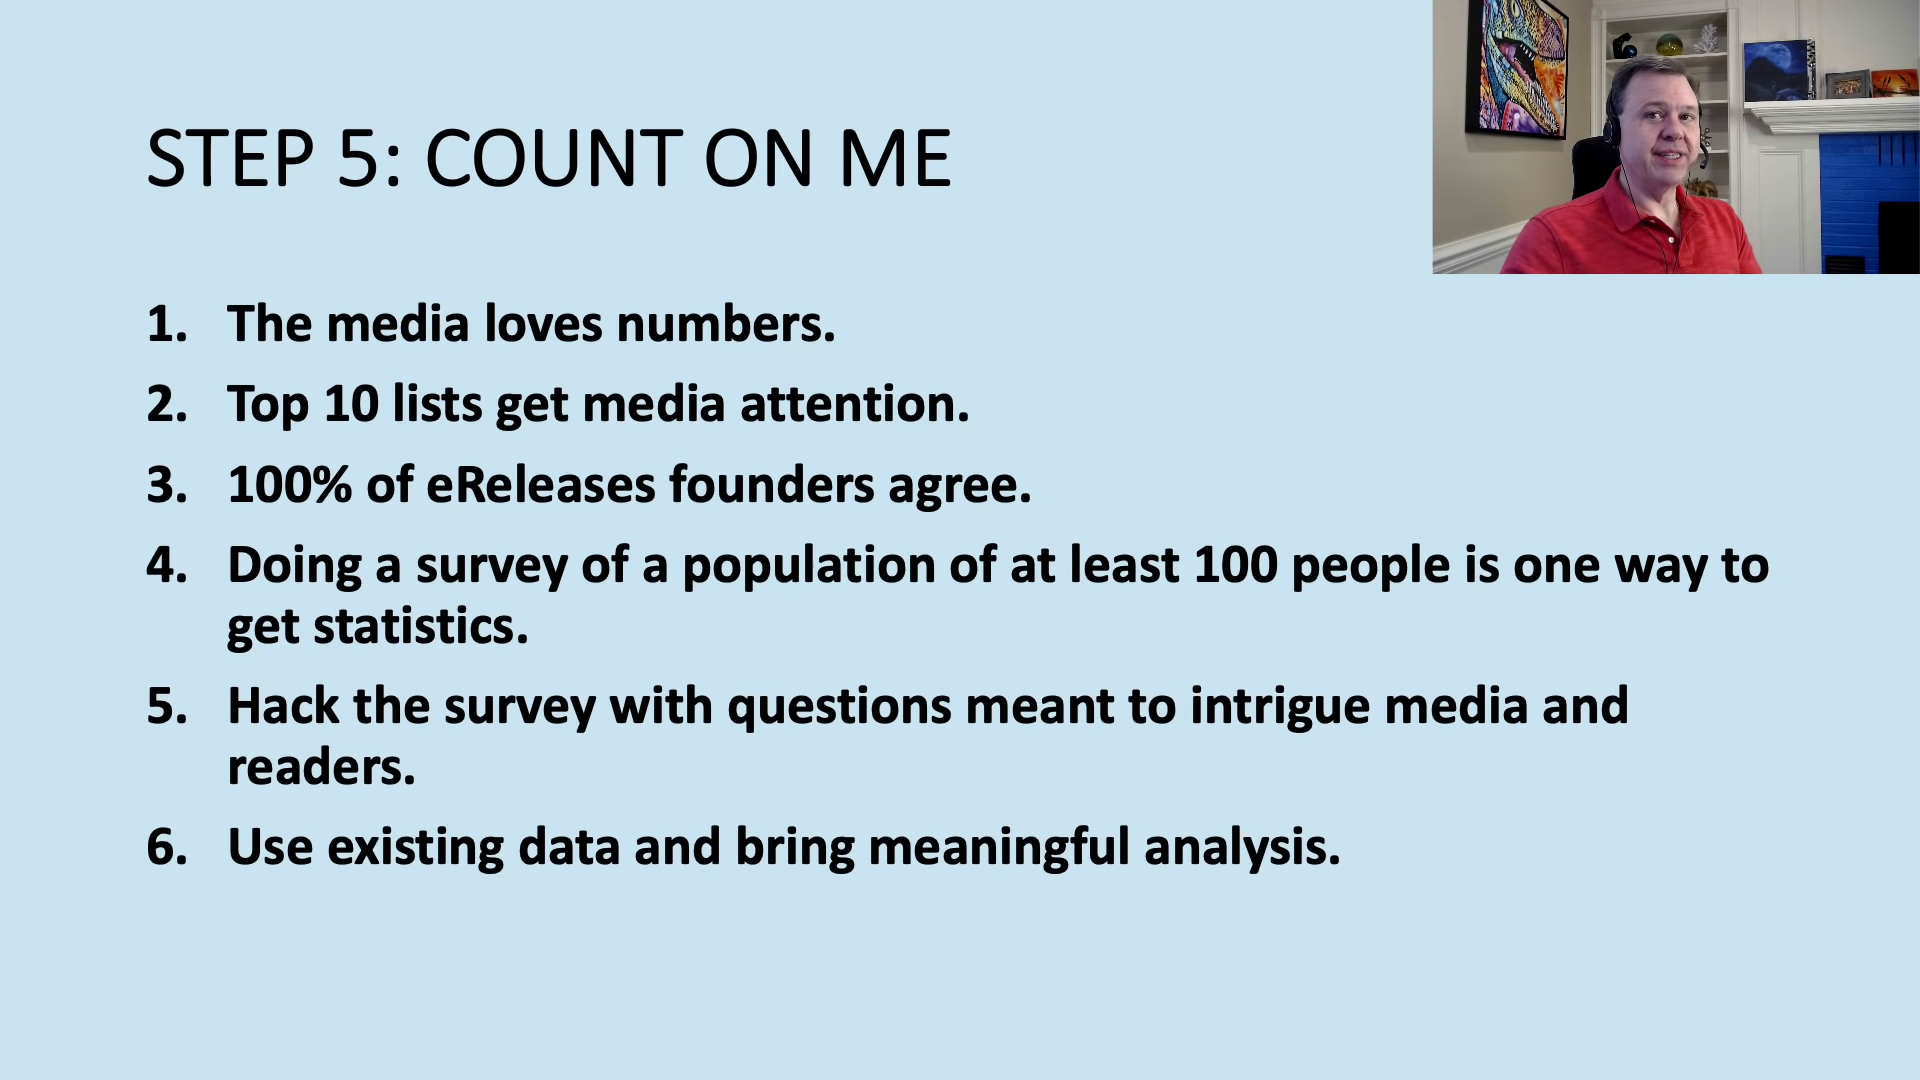 STEP 5: COUNT ON ME
1. The media loves numbers.
2. Top 10 lists get media attention.
3. 100% of eReleases founders agree.
4. Doing a survey of a population of at least 100 people is one way to
get statistics.
5. Hack the survey with questions meant to intrigue media and
readers.
6. Use existing data and bring meaningful analysis.